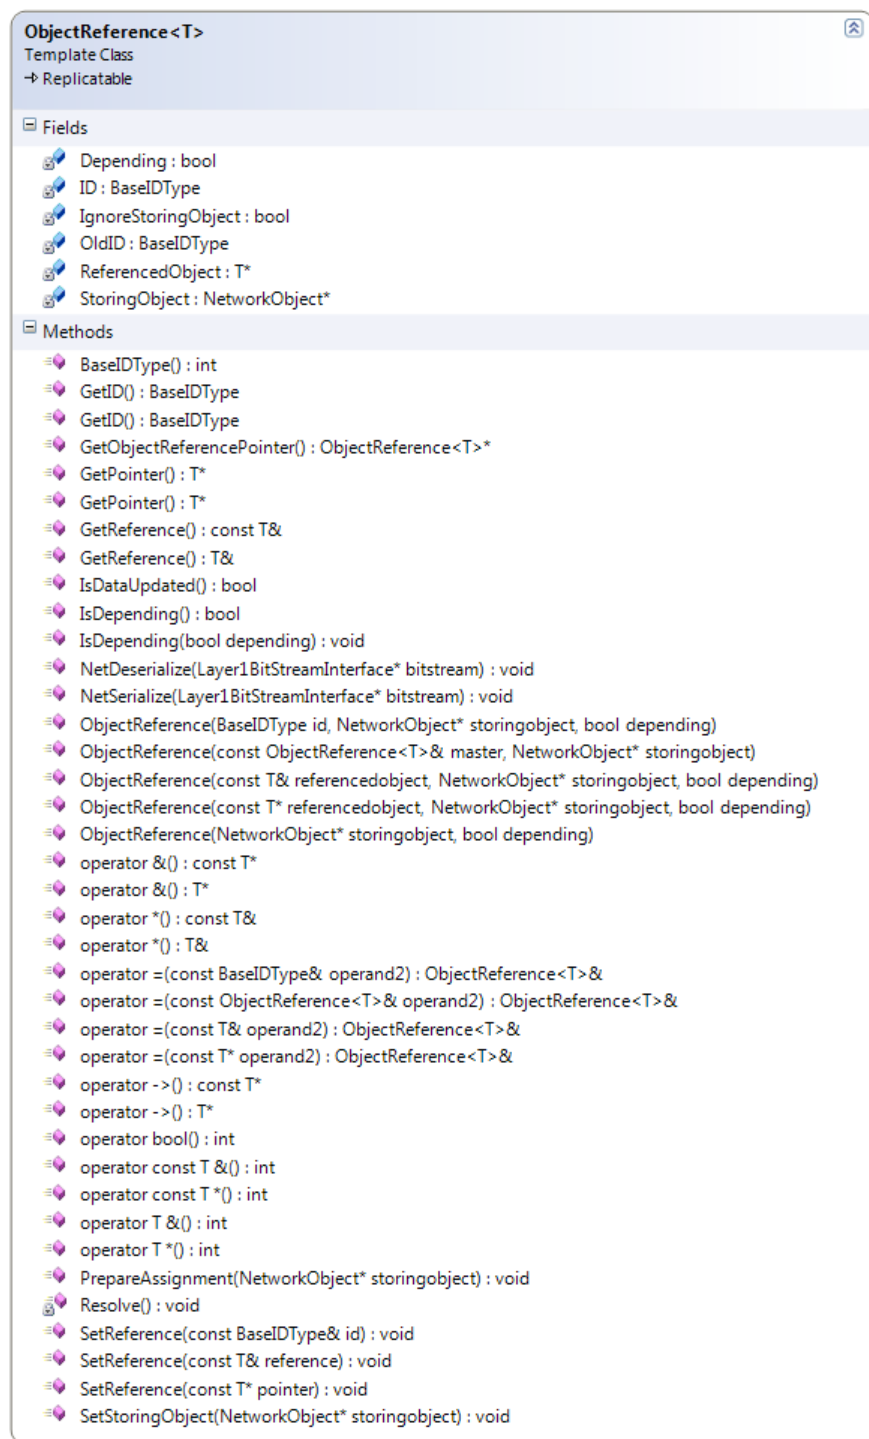 ObjectReference<T>
Template Class
→ Replicatable
Fields
Depending : bool
ID : BaseIDType
IgnoreStoringObject : bool
OldID : BaseIDType
ReferencedObject : T*
StoringObject : NetworkObject*
Methods
BaseIDType() : int
GetID() : BaseIDType
GetID() : BaseIDType
GetObjectReferencePointer() : ObjectReference<T>*
GetPointer() : T*
GetPointer() : T*
GetReference() : const T&
GetReference() : T&
IsDataUpdated() : bool
IsDepending() : bool
IsDepending(bool depending) : void
NetDeserialize(Layer1BitStreamInterface* bitstream) : void
NetSerialize(Layer1BitStreamInterface* bitstream) : void
ObjectReference(BaseIDType id, NetworkObject* storingobject, bool depending)
ObjectReference(const ObjectReference<T>& master, NetworkObject* storingobject)
ObjectReference(const T& referencedobject, NetworkObject* storingobject, bool depending)
ObjectReference(const T* referencedobject, NetworkObject* storingobject, bool depending)
ObjectReference(NetworkObject* storingobject, bool depending)
operator &() : const T*
operator &() : T*
operator *() : const T&
operator *() : T&
operator =(const BaseIDType& operand2) : ObjectReference<T>&
operator =(const ObjectReference<T>& operand2) : ObjectReference<T>&
operator =(const T& operand2) : ObjectReference<T>&
operator =(const T* operand2) : ObjectReference<T>&
operator ->() : const T*
operator ->() : T*
operator bool() : int
operator const T &() : int
operator const T *() : int
operator T &() : int
operator T *() : int
PrepareAssignment(NetworkObject* storingobject) : void
Resolve() : void
SetReference(const BaseIDType& id) : void
SetReference(const T& reference) : void
SetReference(const T* pointer) : void
SetStoringObject(NetworkObject* storingobject) : void